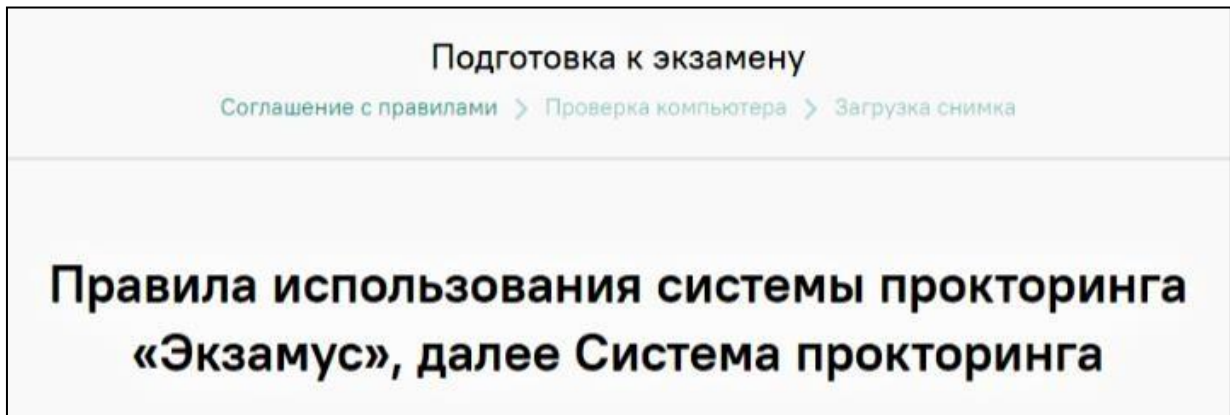 Подготовка к экзамену
Соглашение с правилами > Проверка компьютера > Загрузка снимка
Правила использования системы прокторинга
«Экзамус», далее Система прокторинга